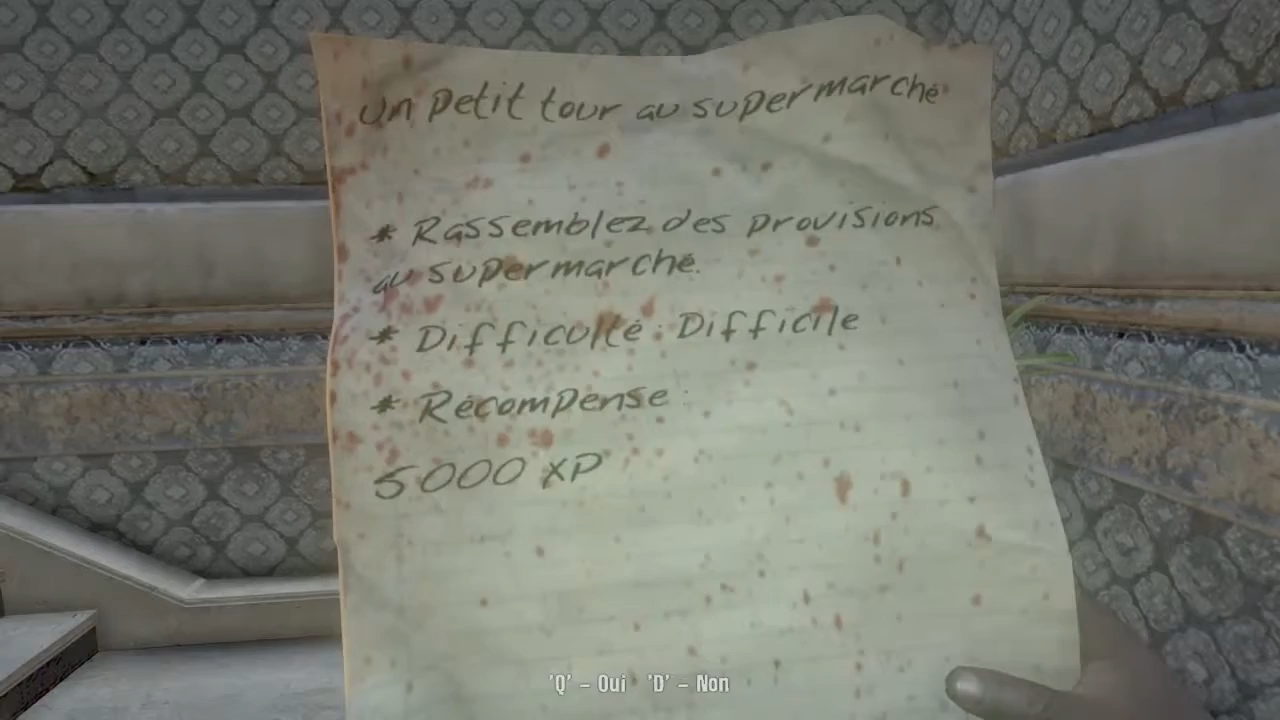 un petit tour au supermarché
* Rassemblez des provisions
au supermarché.
* Difficulté : Difficile
* Récompense :
5000 XP
'Q' - Oui 'D' - Non